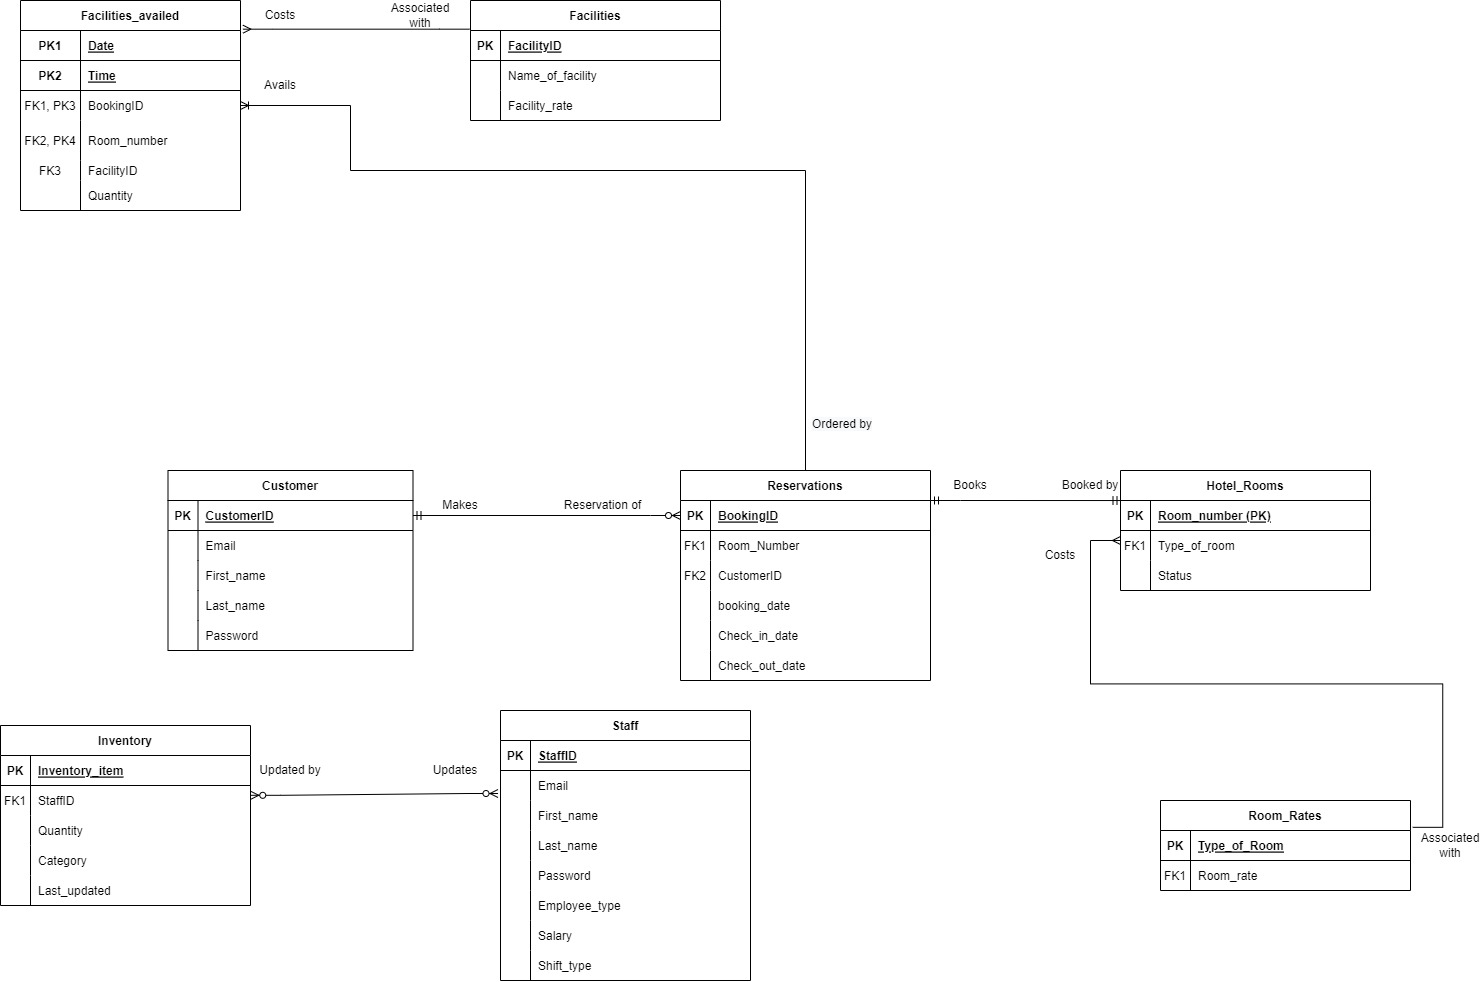 Facilities_availed
PK1 Date
PK2 Time
FK1, PK3 BookingID
FK2, PK4 Room_number
FK3 FacilityID
Quantity
Costs
Associated
with
Facilities
PK FacilityID
Name_of_facility
Facility_rate
Avails
Ordered by
Customer
PK CustomerID
Email
First_name
Last_name
Password
Makes
Reservation of
Reservations
PK BookingID
FK1 Room_Number
FK2 CustomerID
booking_date
Check_in_date
Check_out_date
Books
Booked by
Hotel_Rooms
PK Room_number (PK)
FK1 Type_of_room
Status
Costs
Inventory
PK Inventory_item
FK1 StaffID
Quantity
Category
Last_updated
Updated by
Updates
Staff
PK StaffID
Email
First_name
Last_name
Password
Employee_type
Salary
Shift_type
Room_Rates
PK Type_of_Room
FK1 Room_rate
Associated
with